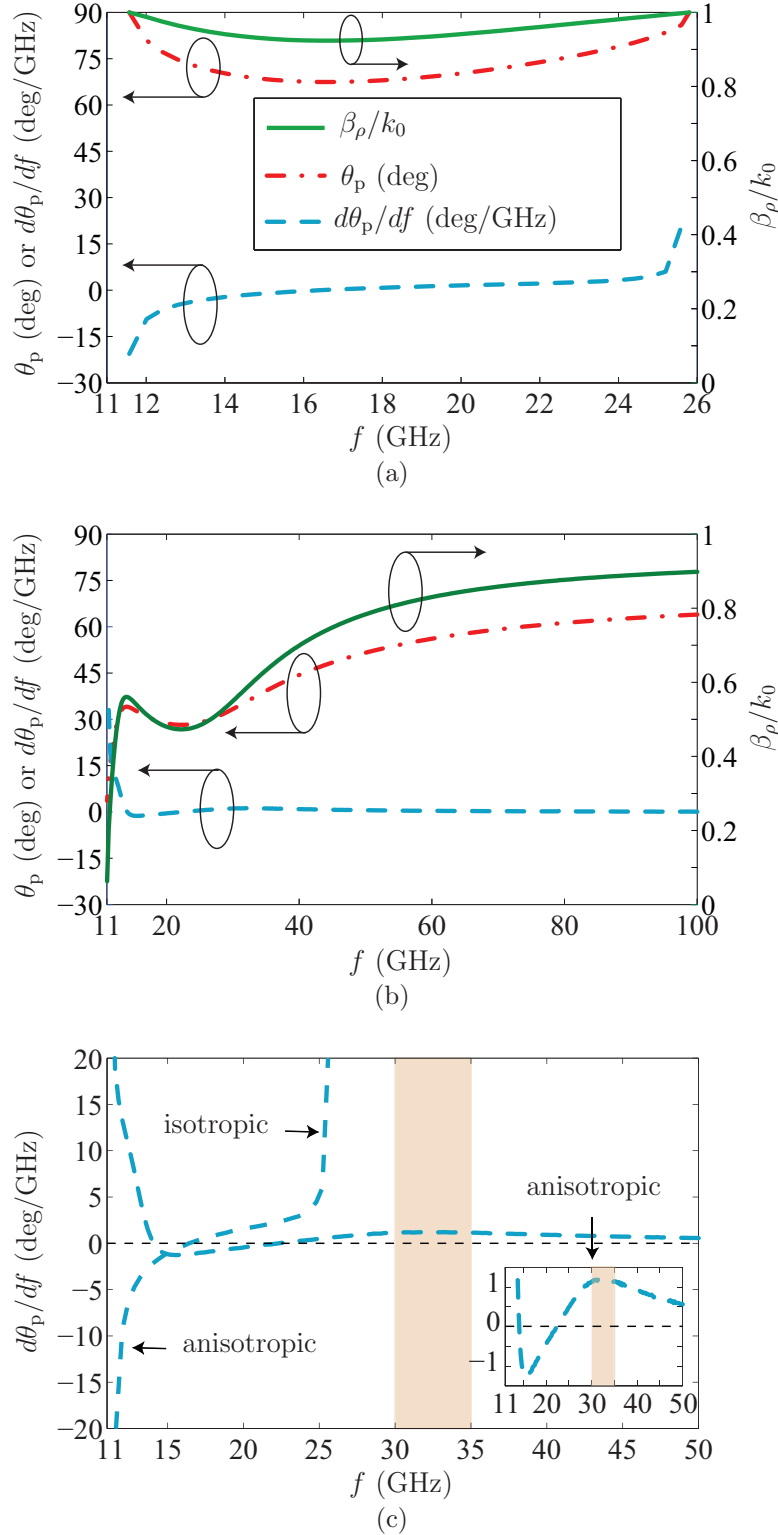 90
75
60
45
30
15
0
−15
−30
θp (deg) or dθp/df (deg/GHz)
1
0.8
0.6
0.4
0.2
0
βρ/k0
βρ/k0
θp (deg)
dθp/df (deg/GHz)
11 12 14 16 18 20 22 24 26
f (GHz)
(a)
90
75
60
45
30
15
0
−15
−30
θp (deg) or dθp/df (deg/GHz)
1
0.8
0.6
0.4
0.2
0
βρ/k0
11 20 40 60 80 100
f (GHz)
(b)
20
15
10
5
0
−5
−10
−15
−20
dθp/df (deg/GHz)
isotropic
anisotropic
anisotropic
1
0
−1
11 20 30 40 50
11 15 20 25 30 35 40 45 50
f (GHz)
(c)